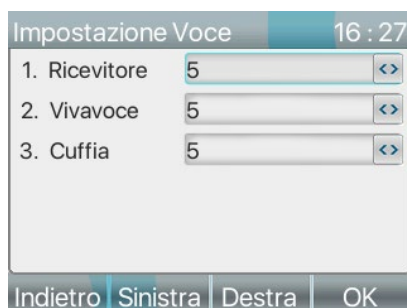 Impostazione Voce 16 : 27
1. Ricevitore 5 <>
2. Vivavoce 5 <>
3. Cuffia 5 <>
Indietro Sinistra Destra OK